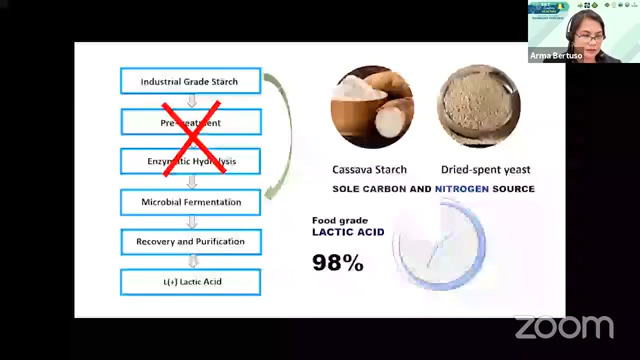 Arma Bertuso
Industrial Grade Starch
Pre-treatment
Enzymatic Hydrolysis
Microbial Fermentation
Recovery and Purification
L(+) Lactic Acid
Cassava Starch
Dried-spent yeast
SOLE CARBON AND NITROGEN SOURCE
Food grade
LACTIC ACID
98%
zoom